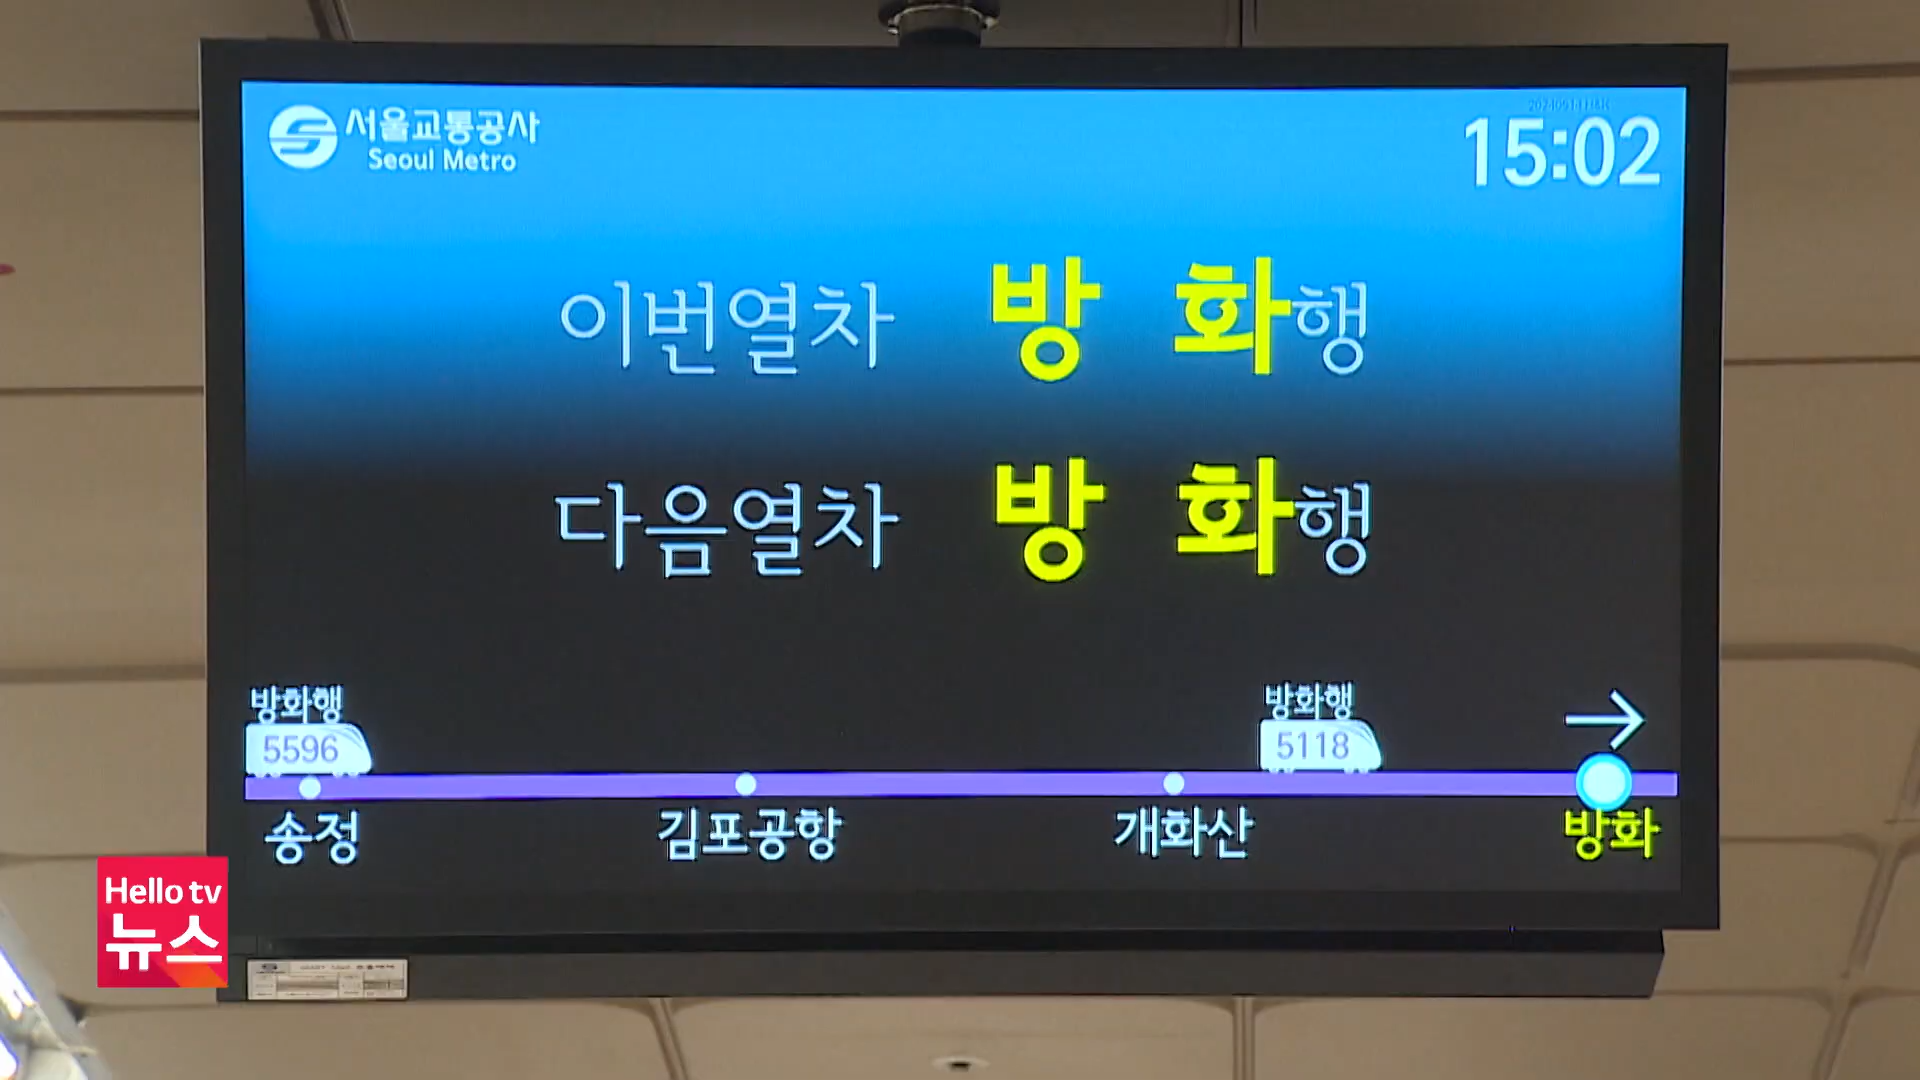 서울교통공사
Seoul Metro
15:02
이번열차 방 화행
다음열차 방 화행
방화행
5596
방화행
5118
송정 김포공항 개화산 방화
Hello tv
뉴스